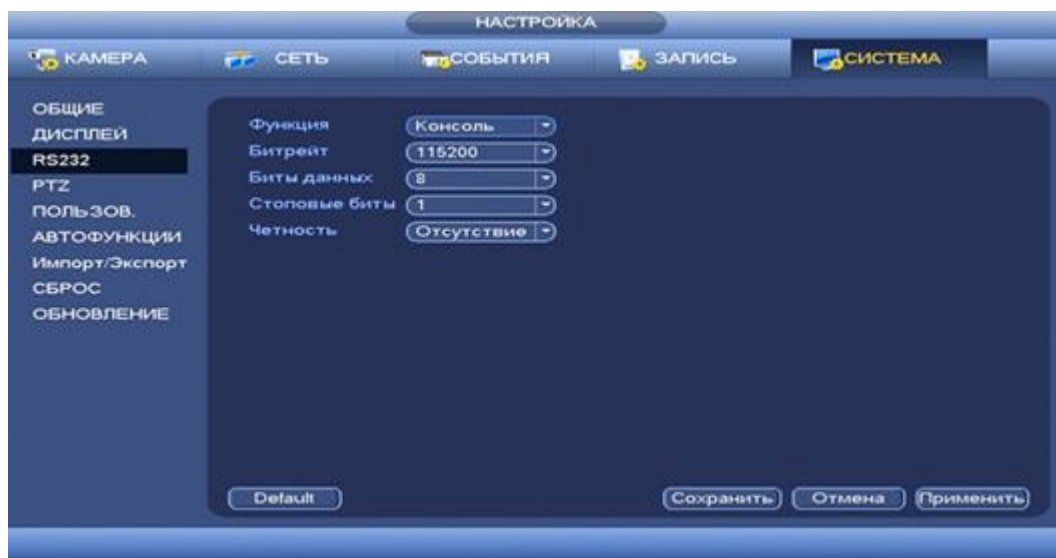 НАСТРОЙКА
КАМЕРА СЕТЬ СОБЫТИЯ ЗАПИСЬ СИСТЕМА
ОБЩИЕ
ДИСПЛЕЙ
RS232
PTZ
ПОЛЬЗОВ.
АВТОФУНКЦИИ
Импорт/Экспорт
СБРОС
ОБНОВЛЕНИЕ
Функция Консоль
Битрейт 115200
Биты данных 8
Стоповые биты 1
Четность Отсутствие
Default Сохранить Отмена Применить